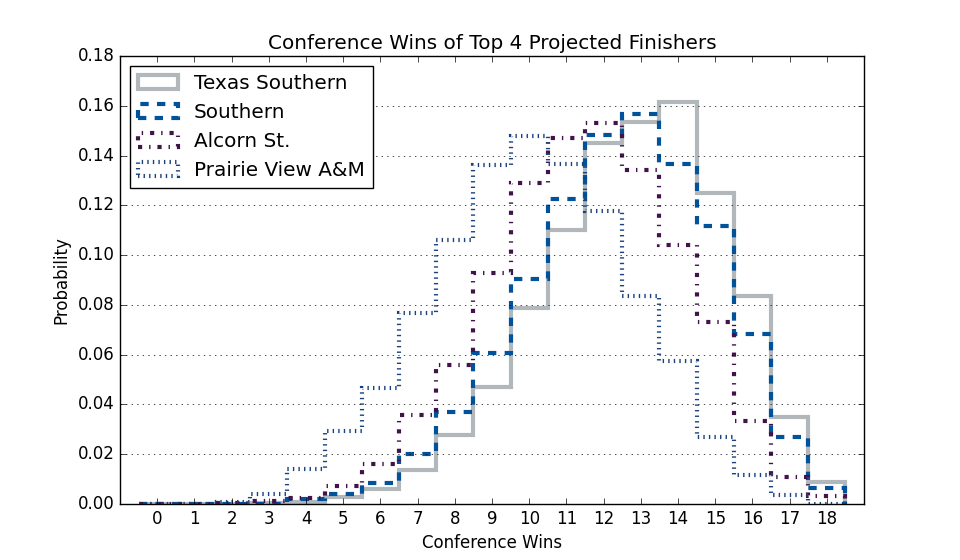 Conference Wins of Top 4 Projected Finishers
0.18
0.16
0.14
0.12
0.10
0.08
0.06
0.04
0.02
0.00
Probability
Texas Southern
Southern
Alcorn St.
Prairie View A&M
0 1 2 3 4 5 6 7 8 9 10 11 12 13 14 15 16 17 18
Conference Wins